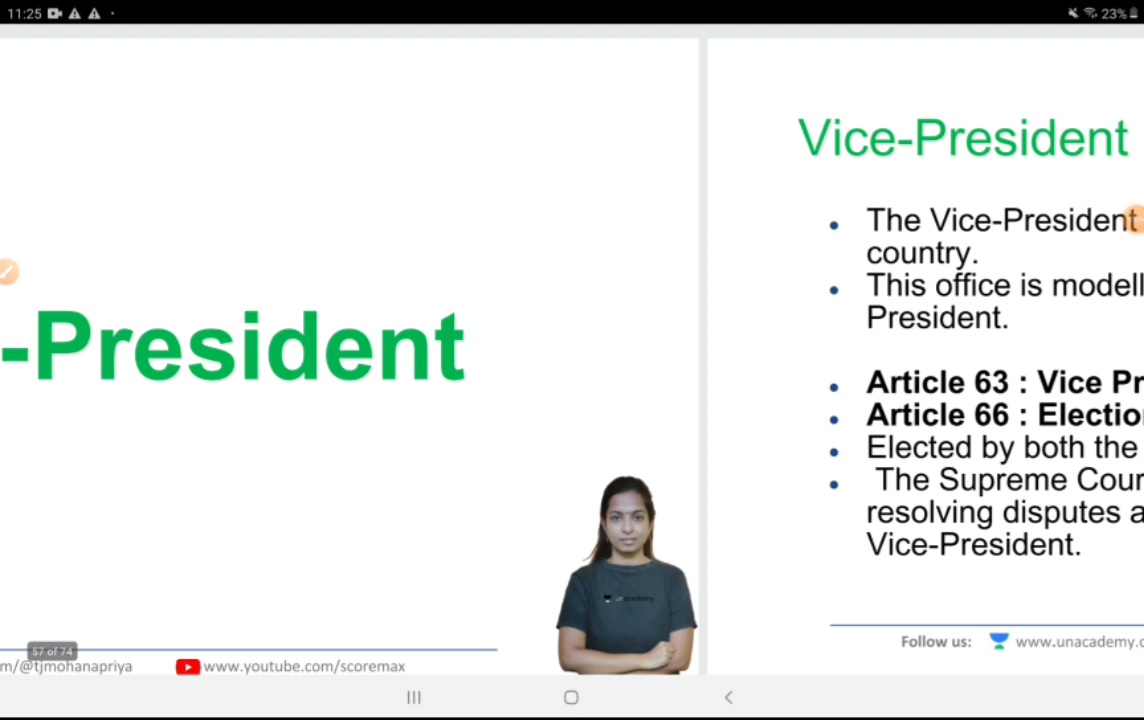 11:25
23%
-President
57 of 74
m/@tjmohanapriya
www.youtube.com/scoremax
unacademy
Vice-President
The Vice-President
country.
This office is modell
President.
Article 63 : Vice Pr
Article 66 : Electio
Elected by both the
The Supreme Cour
resolving disputes a
Vice-President.
Follow us: www.unacademy.c